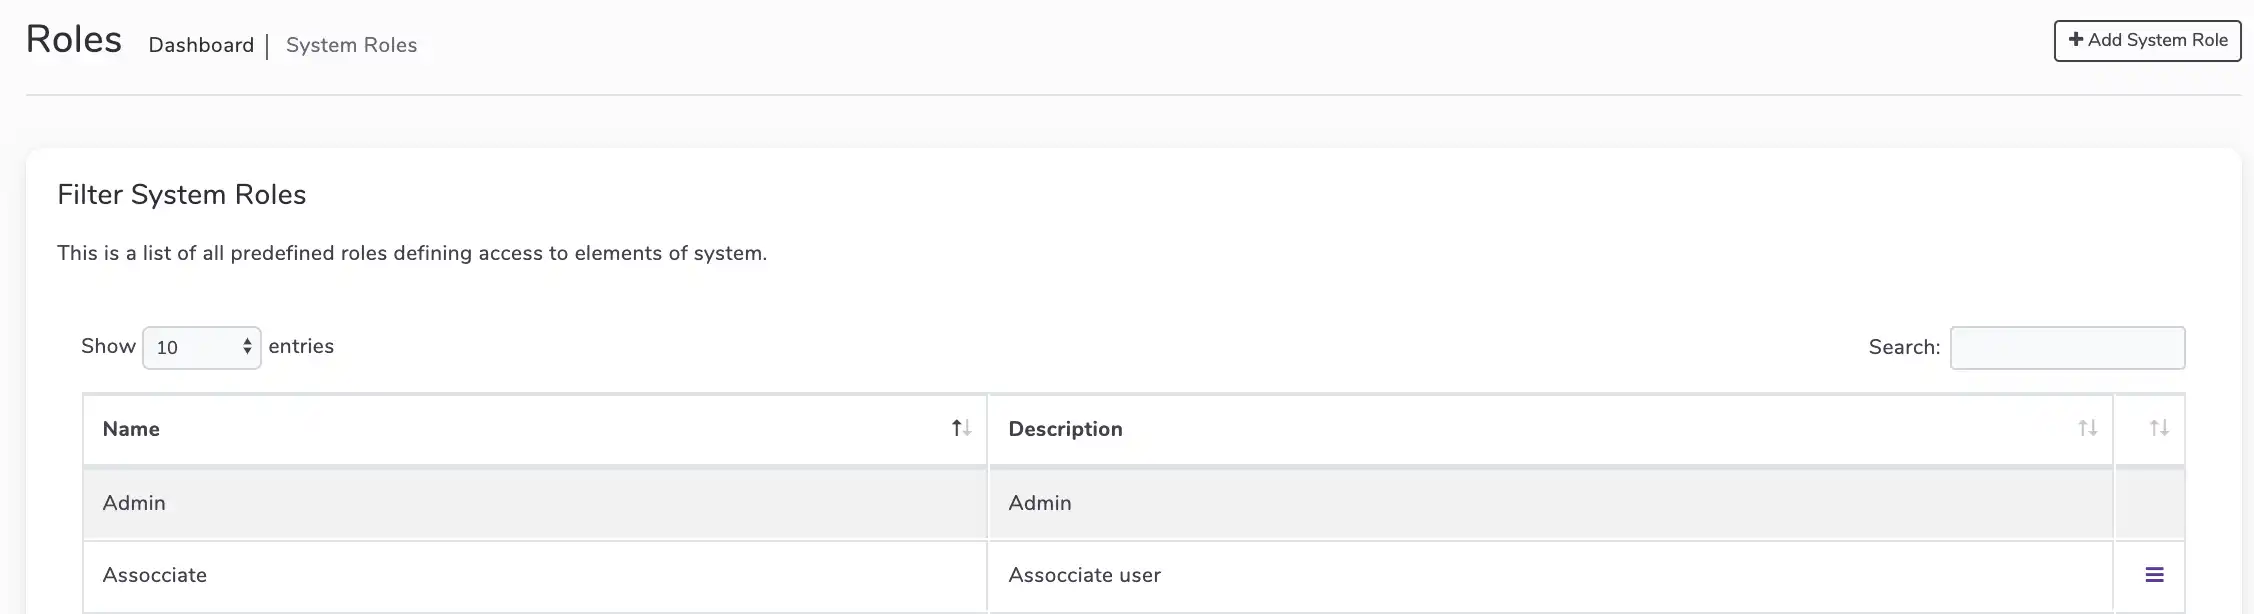 Roles Dashboard | System Roles
+ Add System Role
Filter System Roles
This is a list of all predefined roles defining access to elements of system.
Show 10 entries
Search:
Name Description
Admin Admin
Assocciate Assocciate user